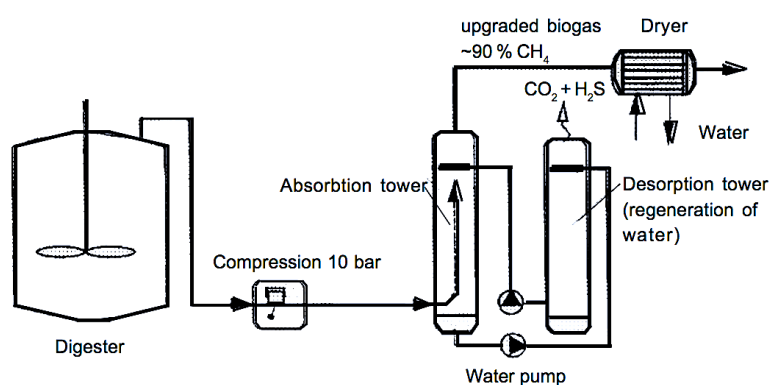 upgraded biogas
~90 % CH₄
Dryer
CO₂ + H₂S
Water
Absorbtion tower
Desorption tower
(regeneration of
water)
Compression 10 bar
Digester
Water pump